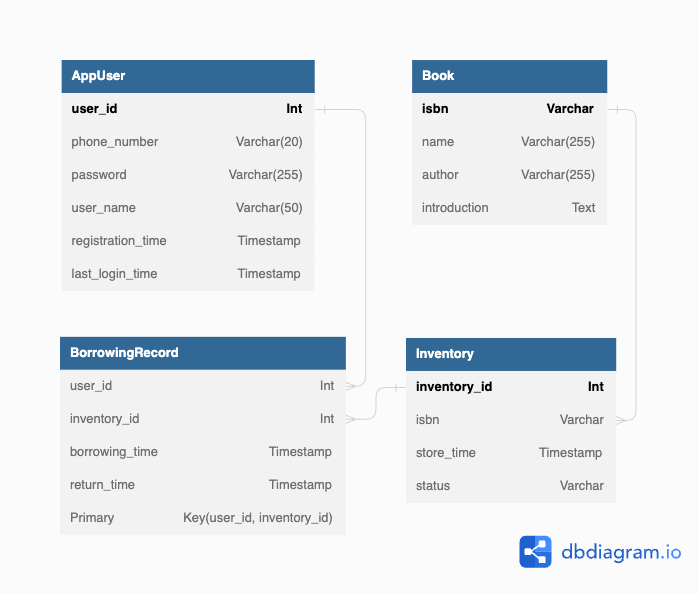 AppUser
user_id Int
phone_number Varchar(20)
password Varchar(255)
user_name Varchar(50)
registration_time Timestamp
last_login_time Timestamp
Book
isbn Varchar
name Varchar(255)
author Varchar(255)
introduction Text
BorrowingRecord
user_id Int
inventory_id Int
borrowing_time Timestamp
return_time Timestamp
Primary Key(user_id, inventory_id)
Inventory
inventory_id Int
isbn Varchar
store_time Timestamp
status Varchar
dbdiagram.io